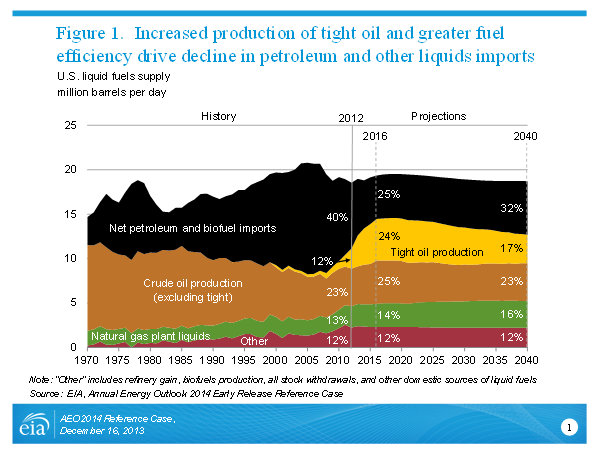 Figure 1.  Increased production of tight oil and greater fuel
efficiency drive decline in petroleum and other liquids imports
U.S. liquid fuels supply
million barrels per day
History
2012
Projections
2016
2040
25
20
15
10
5
0
25%
32%
40%
Net petroleum and biofuel imports
24%
Tight oil production
17%
12%
Crude oil production
(excluding tight)
23%
25%
23%
13%
14%
16%
Natural gas plant liquids
Other
12%
12%
12%
1970 1975 1980 1985 1990 1995 2000 2005 2010 2015 2020 2025 2030 2035 2040
Note: "Other" includes refinery gain, biofuels production, all stock withdrawals, and other domestic sources of liquid fuels
Source: EIA, Annual Energy Outlook 2014 Early Release Reference Case
eia
AEO2014 Reference Case,
December 16, 2013
1